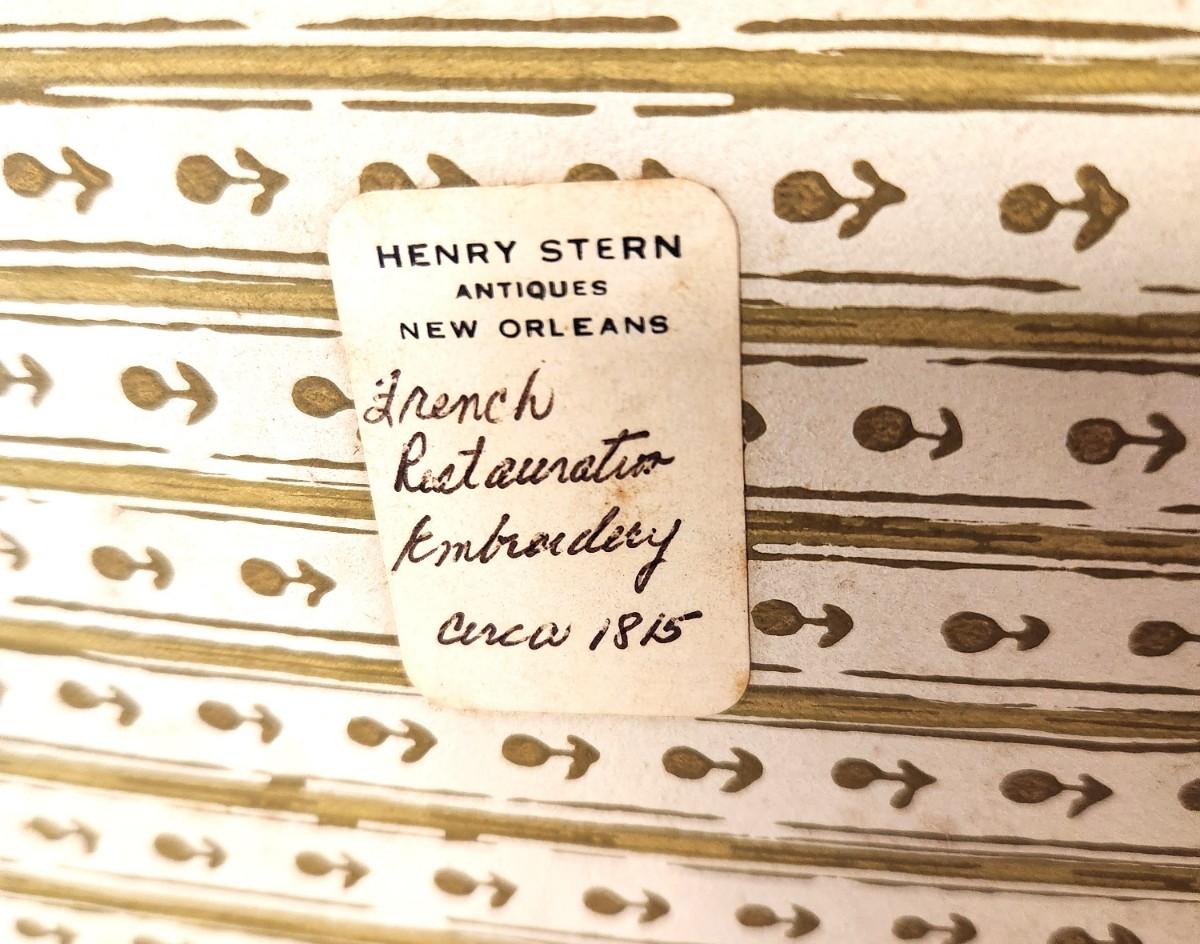 HENRY STERN
ANTIQUES
NEW ORLEANS
French
Restauration
Embroidery
circa 1815